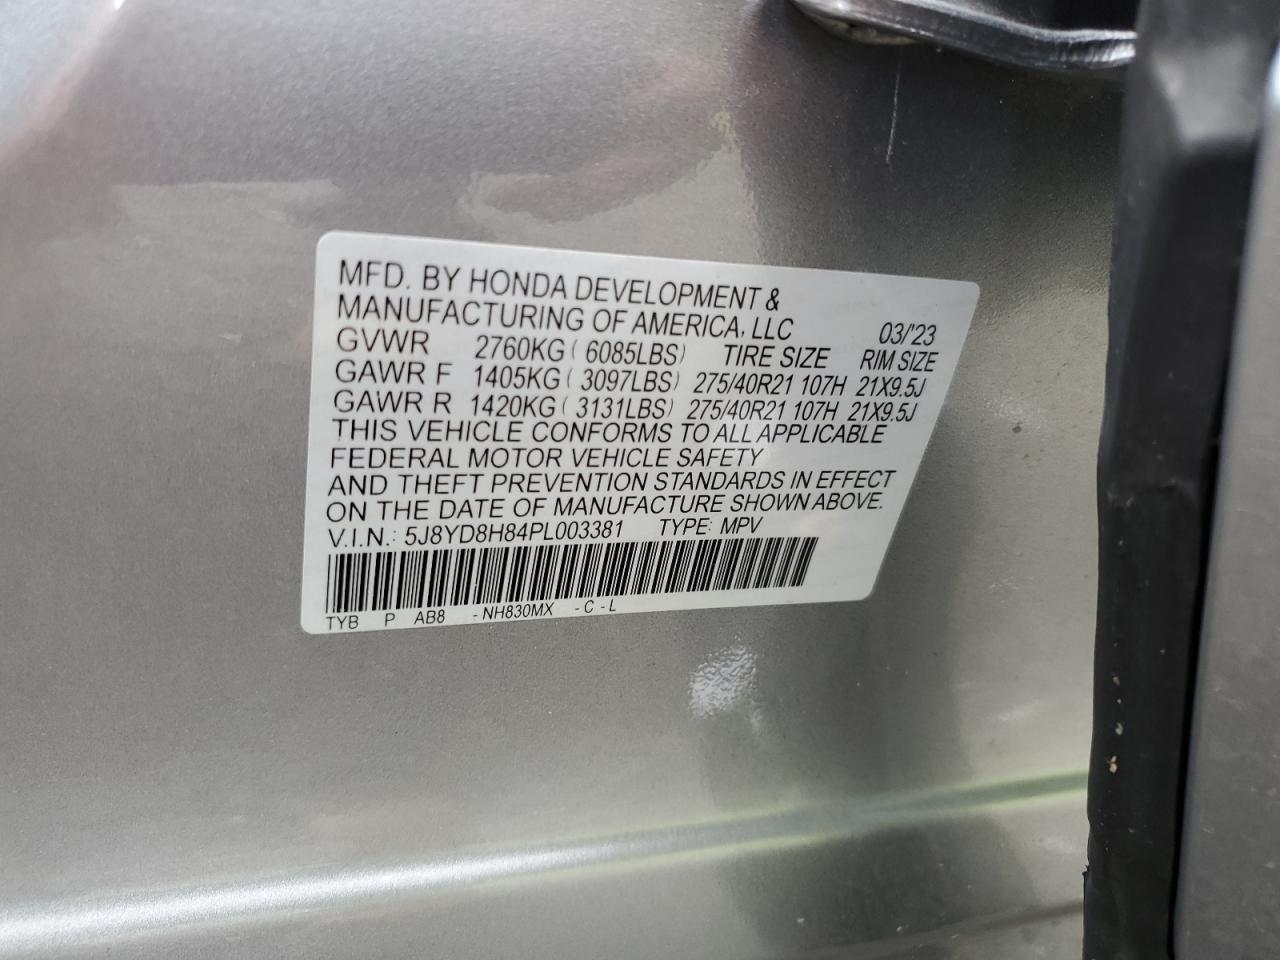 MFD. BY HONDA DEVELOPMENT &
MANUFACTURING OF AMERICA, LLC 03/'23
GVWR 2760KG ( 6085LBS) TIRE SIZE RIM SIZE
GAWR F 1405KG ( 3097LBS) 275/40R21 107H 21X9.5J
GAWR R 1420KG ( 3131LBS) 275/40R21 107H 21X9.5J
THIS VEHICLE CONFORMS TO ALL APPLICABLE
FEDERAL MOTOR VEHICLE SAFETY
AND THEFT PREVENTION STANDARDS IN EFFECT
ON THE DATE OF MANUFACTURE SHOWN ABOVE.
V.I.N.: 5J8YD8H84PL003381 TYPE: MPV
TYB P AB8 -NH830MX -C-L